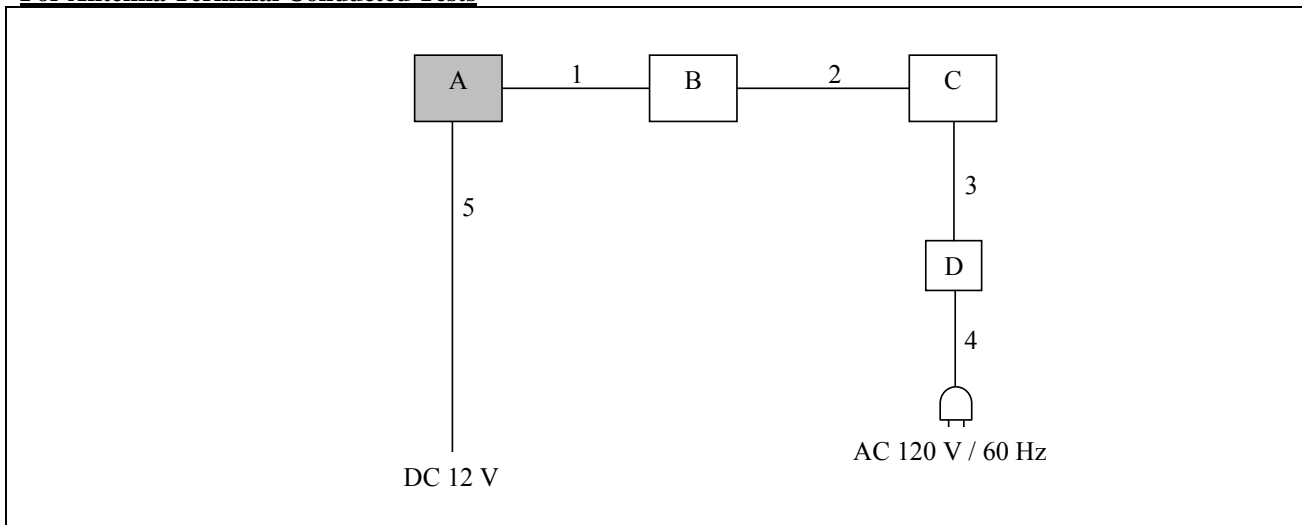 For Antenna Terminal Conducted Tests
A 1 B 2 C
3
5
D
4
AC 120 V / 60 Hz
DC 12 V